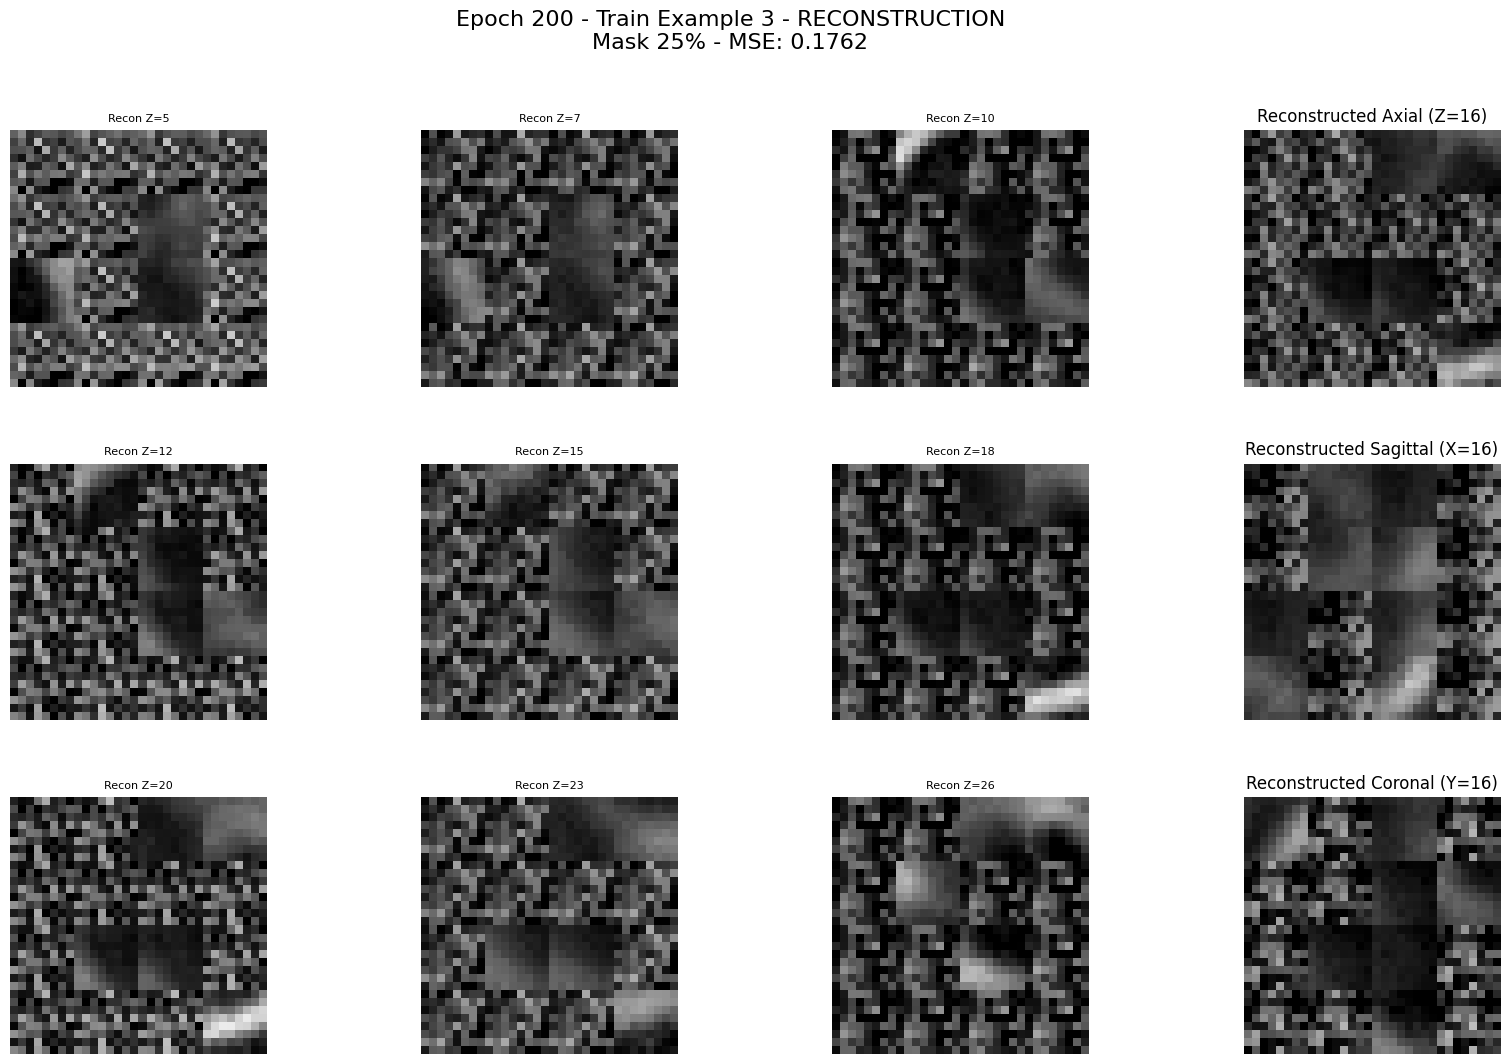 Epoch 200 - Train Example 3 - RECONSTRUCTION
Mask 25% - MSE: 0.1762
Recon Z=5
Recon Z=7
Recon Z=10
Reconstructed Axial (Z=16)
Recon Z=12
Recon Z=15
Recon Z=18
Reconstructed Sagittal (X=16)
Recon Z=20
Recon Z=23
Recon Z=26
Reconstructed Coronal (Y=16)